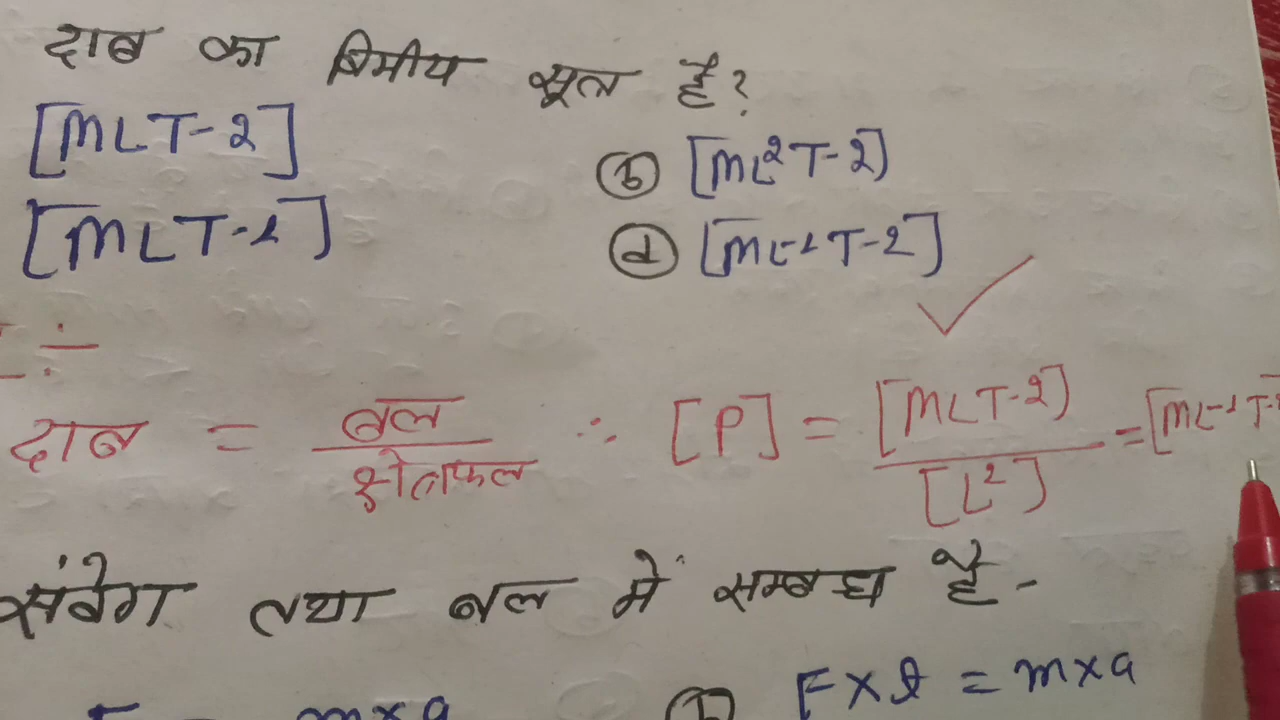 दाब का विमीय सूत्र है?
[MLT-2] (b) [ML²T-2]
[MLT-1] (d) [ML-1T-2]
दाब = बल / क्षेत्रफल ∴ [P] = [MLT-2] / [L²] = [ML-1T-2
संवेग तथा बल में सम्बंध है -
(b) F×t = m×a
m×a